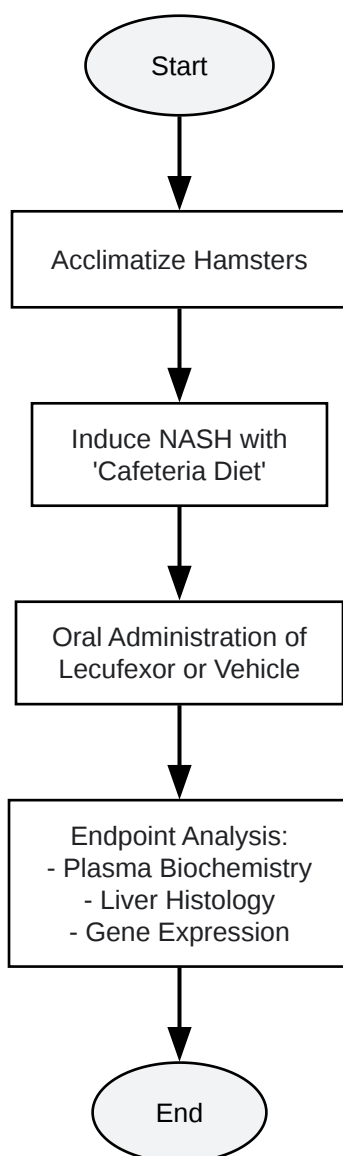 Start
Acclimatize Hamsters
Induce NASH with
'Cafeteria Diet'
Oral Administration of
Lecufexor or Vehicle
Endpoint Analysis:
- Plasma Biochemistry
- Liver Histology
- Gene Expression
End